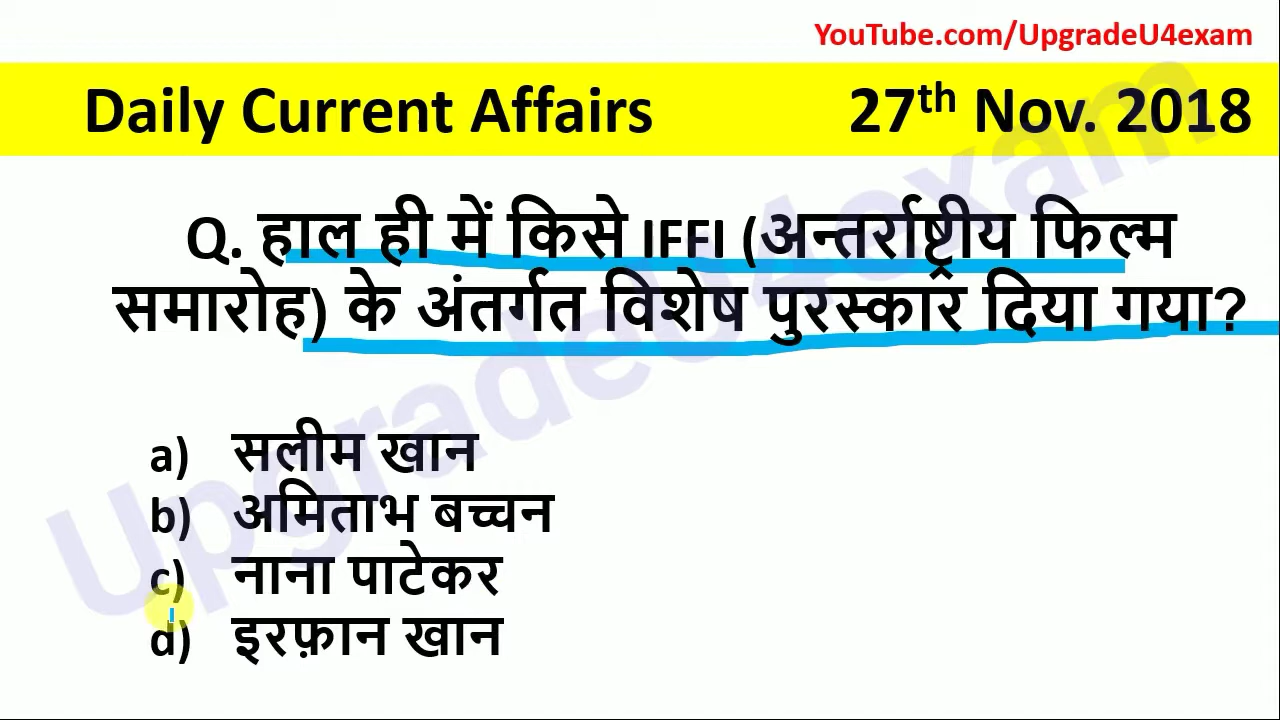 YouTube.com/UpgradeU4exam
Daily Current Affairs 27th Nov. 2018
Q. हाल ही में किसे IFFI (अन्तर्राष्ट्रीय फिल्म
समारोह) के अंतर्गत विशेष पुरस्कार दिया गया?
a) सलीम खान
b) अमिताभ बच्चन
c) नाना पाटेकर
d) इरफ़ान खान
UpgradeU4exam